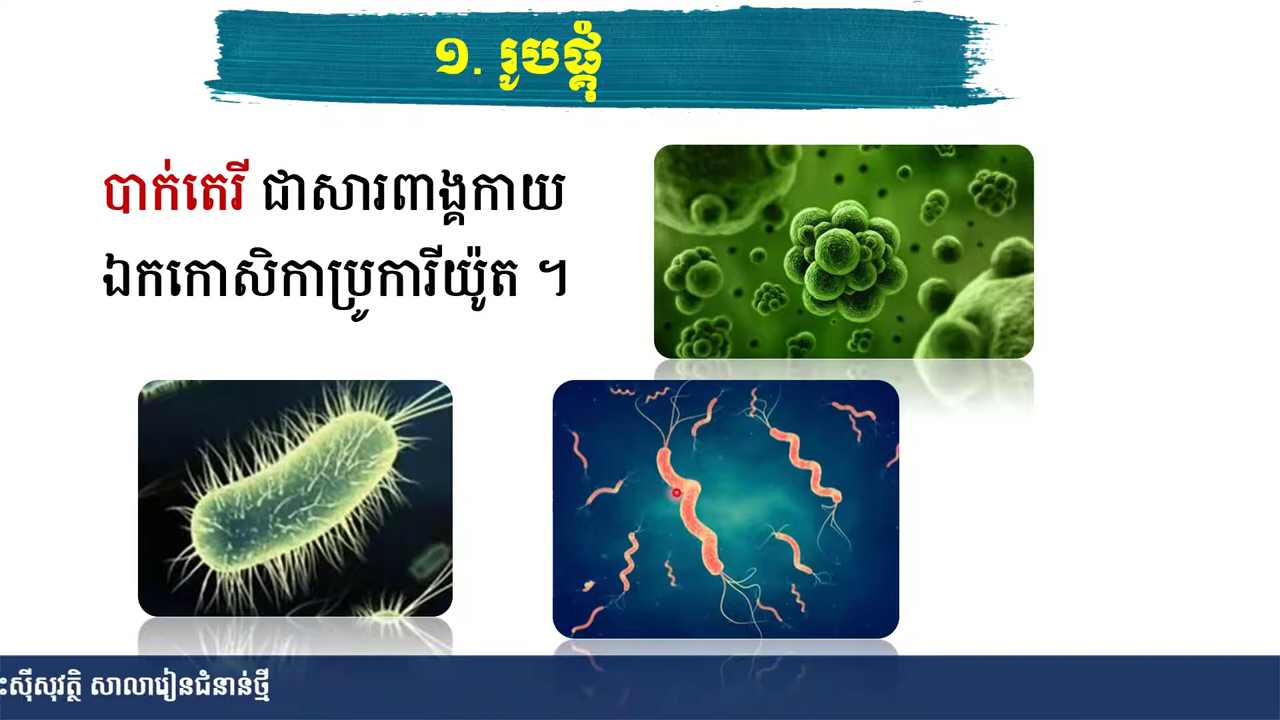 ១. រូបផ្គុំ
បាក់តេរី ជាសារពាង្គកាយ
ឯកកោសិកាប្រូការីយ៉ូត ។
ះស៊ីសុវត្ថិ សាលារៀនជំនាន់ថ្មី